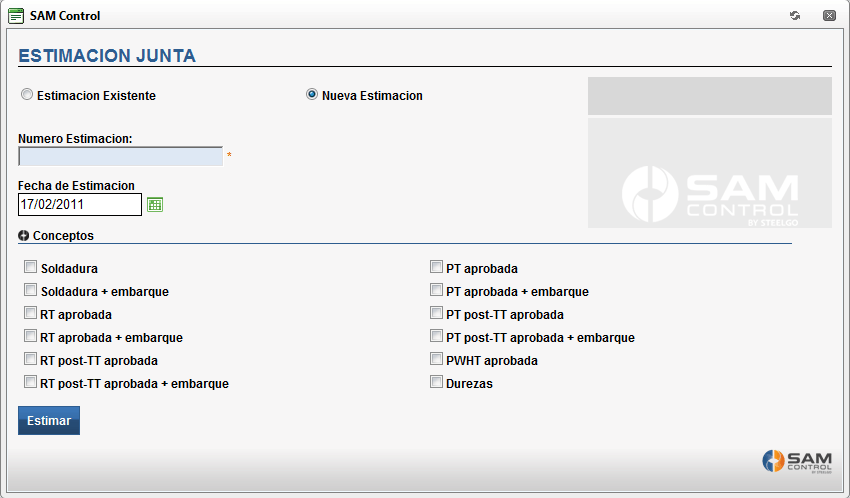 SAM Control
ESTIMACION JUNTA
Estimacion Existente
Nueva Estimacion
Numero Estimacion:
*
Fecha de Estimacion
17/02/2011
SAM
CONTROL
BY STEELGO
Conceptos
Soldadura
Soldadura + embarque
RT aprobada
RT aprobada + embarque
RT post-TT aprobada
RT post-TT aprobada + embarque
PT aprobada
PT aprobada + embarque
PT post-TT aprobada
PT post-TT aprobada + embarque
PWHT aprobada
Durezas
Estimar
SAM
CONTROL
BY STEELGO